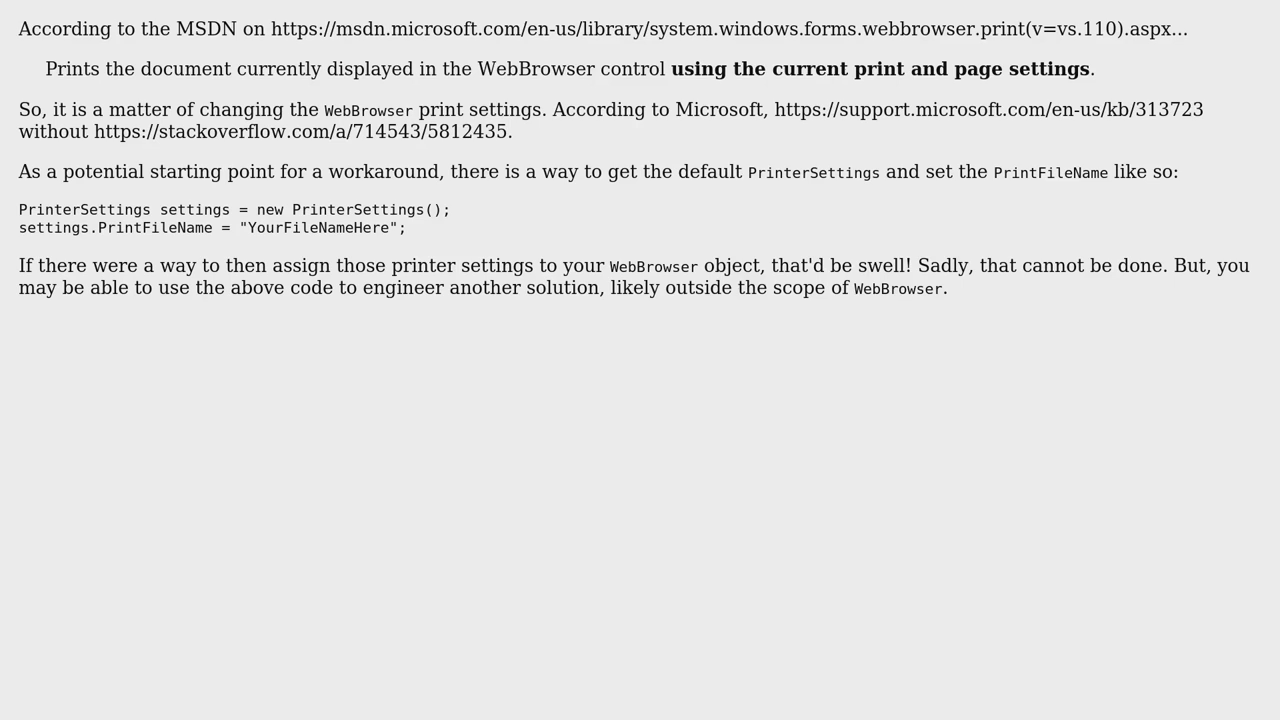 According to the MSDN on https://msdn.microsoft.com/en-us/library/system.windows.forms.webbrowser.print(v=vs.110).aspx...
Prints the document currently displayed in the WebBrowser control using the current print and page settings.
So, it is a matter of changing the WebBrowser print settings. According to Microsoft, https://support.microsoft.com/en-us/kb/313723
without https://stackoverflow.com/a/714543/5812435.
As a potential starting point for a workaround, there is a way to get the default PrinterSettings and set the PrintFileName like so:
PrinterSettings settings = new PrinterSettings();
settings.PrintFileName = "YourFileNameHere";
If there were a way to then assign those printer settings to your WebBrowser object, that'd be swell! Sadly, that cannot be done. But, you
may be able to use the above code to engineer another solution, likely outside the scope of WebBrowser.